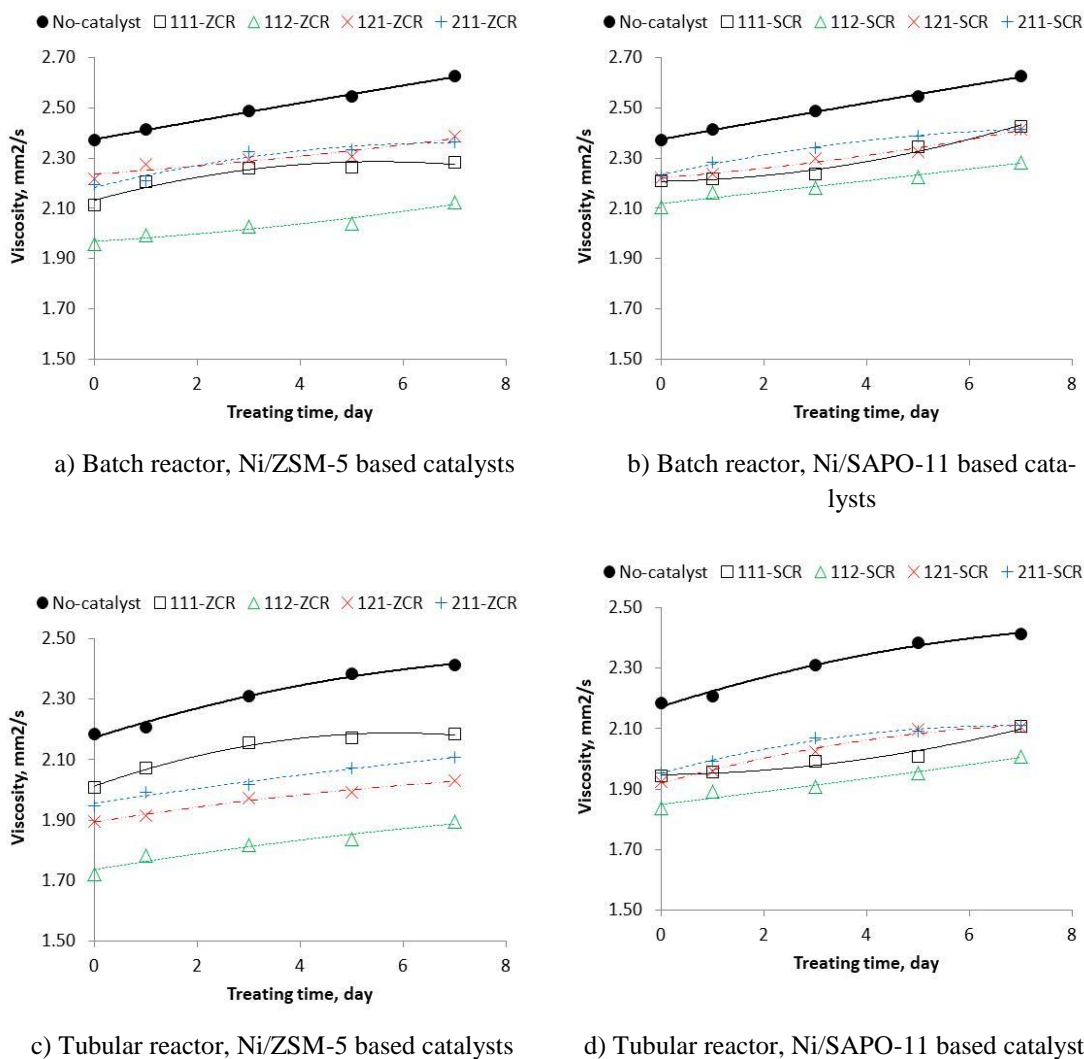 No-catalyst 111-ZCR 112-ZCR 121-ZCR 211-ZCR
2.70
2.50
2.30
2.10
1.90
1.70
1.50
Viscosity, mm2/s
0 2 4 6 8
Treating time, day
a) Batch reactor, Ni/ZSM-5 based catalysts
No-catalyst 111-SCR 112-SCR 121-SCR 211-SCR
2.70
2.50
2.30
2.10
1.90
1.70
1.50
Viscosity, mm2/s
0 2 4 6 8
Treating time, day
b) Batch reactor, Ni/SAPO-11 based cata-
lysts
No-catalyst 111-ZCR 112-ZCR 121-ZCR 211-ZCR
2.50
2.30
2.10
1.90
1.70
1.50
Viscosity, mm2/s
0 2 4 6 8
Treating time, day
c) Tubular reactor, Ni/ZSM-5 based catalysts
No-catalyst 111-SCR 112-SCR 121-SCR 211-SCR
2.50
2.30
2.10
1.90
1.70
1.50
Viscosity, mm2/s
0 2 4 6 8
Treating time, day
d) Tubular reactor, Ni/SAPO-11 based catalyst